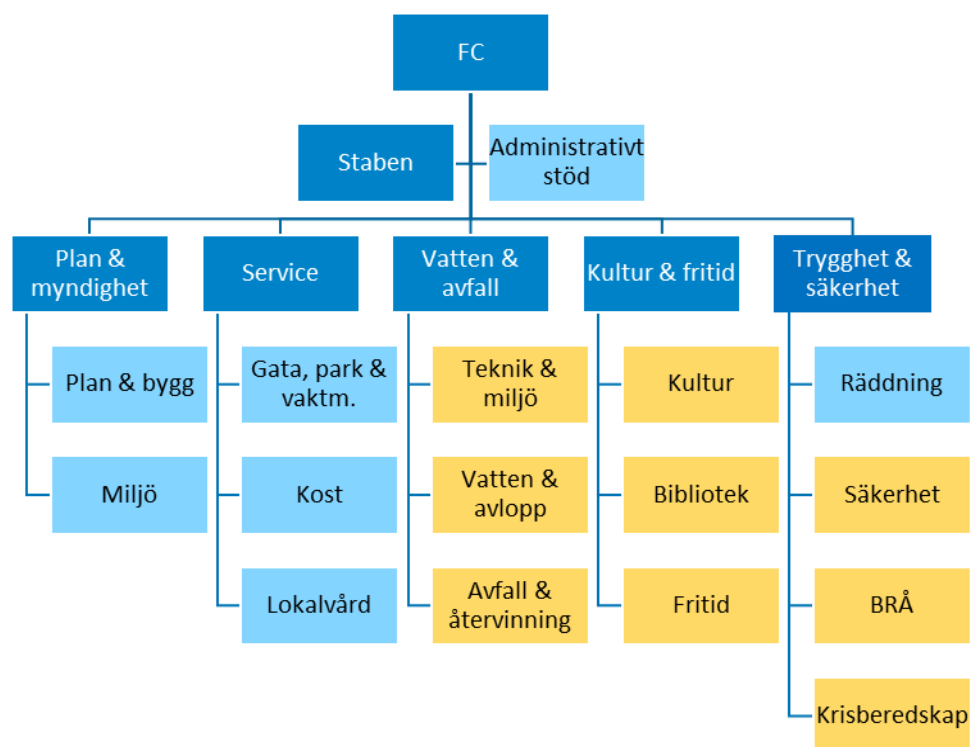 FC
Staben
Administrativt
stöd
Plan &
myndighet
Service
Vatten &
avfall
Kultur & fritid
Trygghet &
säkerhet
Plan & bygg
Gata, park &
vaktm.
Teknik &
miljö
Kultur
Räddning
Miljö
Kost
Vatten &
avlopp
Bibliotek
Säkerhet
Lokalvård
Avfall &
återvinning
Fritid
BRÅ
Krisberedskap